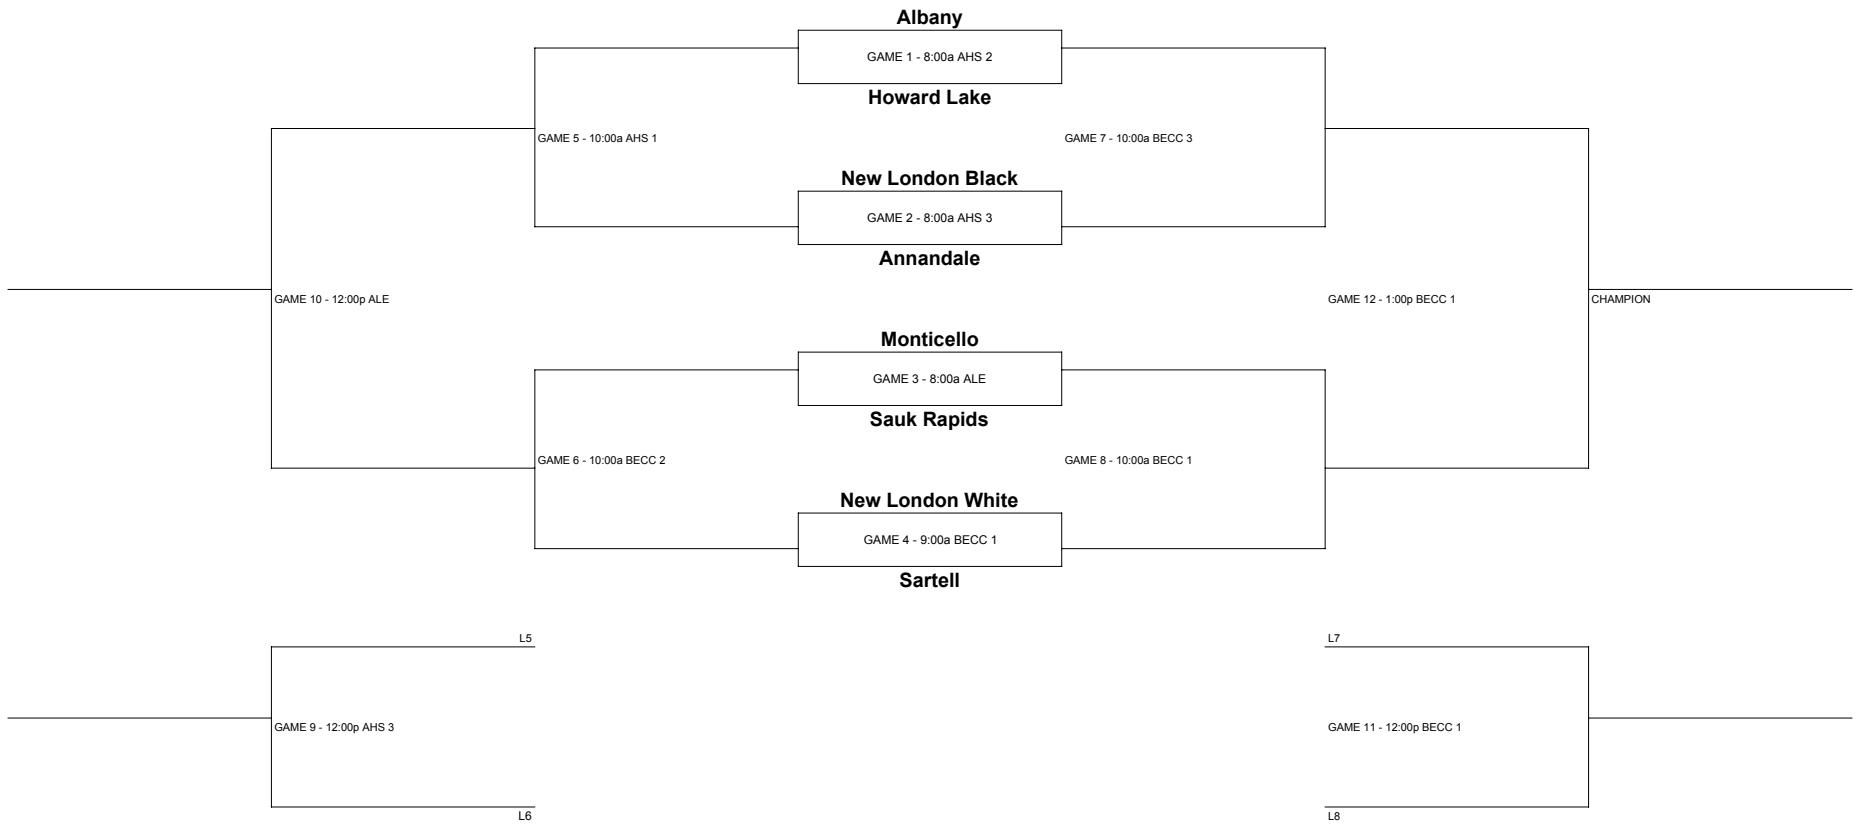 Albany
GAME 1 - 8:00a AHS 2
Howard Lake
GAME 5 - 10:00a AHS 1
GAME 7 - 10:00a BECC 3
New London Black
GAME 2 - 8:00a AHS 3
Annandale
GAME 10 - 12:00p ALE
GAME 12 - 1:00p BECC 1
CHAMPION
Monticello
GAME 3 - 8:00a ALE
Sauk Rapids
GAME 6 - 10:00a BECC 2
GAME 8 - 10:00a BECC 1
New London White
GAME 4 - 9:00a BECC 1
Sartell
L5
L7
GAME 9 - 12:00p AHS 3
GAME 11 - 12:00p BECC 1
L6
L8